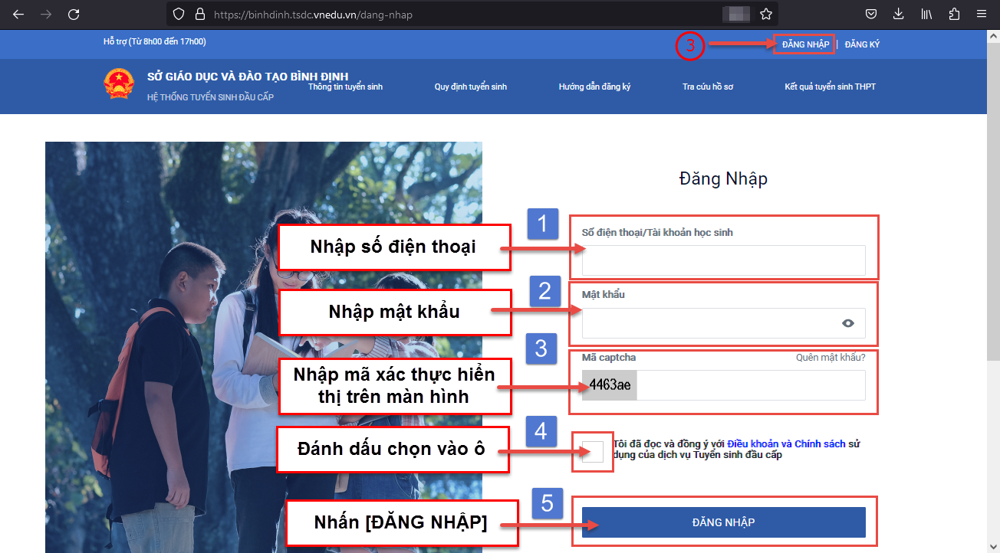 https://binhdinh.tsdc.vnedu.vn/dang-nhap
Hỗ trợ (Từ 8h00 đến 17h00)
3
ĐĂNG NHẬP | ĐĂNG KÝ
SỞ GIÁO DỤC VÀ ĐÀO TẠO BÌNH ĐỊNH
HỆ THỐNG TUYỂN SINH ĐẦU CẤP
Thông tin tuyển sinh
Quy định tuyển sinh
Hướng dẫn đăng ký
Tra cứu hồ sơ
Kết quả tuyển sinh THPT
Đăng Nhập
1
Nhập số điện thoại
Số điện thoại/Tài khoản học sinh
2
Nhập mật khẩu
Mật khẩu
3
Nhập mã xác thực hiển
thị trên màn hình
Mã captcha
Quên mật khẩu?
4463ae
4
Đánh dấu chọn vào ô
Tôi đã đọc và đồng ý với Điều khoản và Chính sách sử
dụng của dịch vụ Tuyển sinh đầu cấp
5
Nhấn [ĐĂNG NHẬP]
ĐĂNG NHẬP